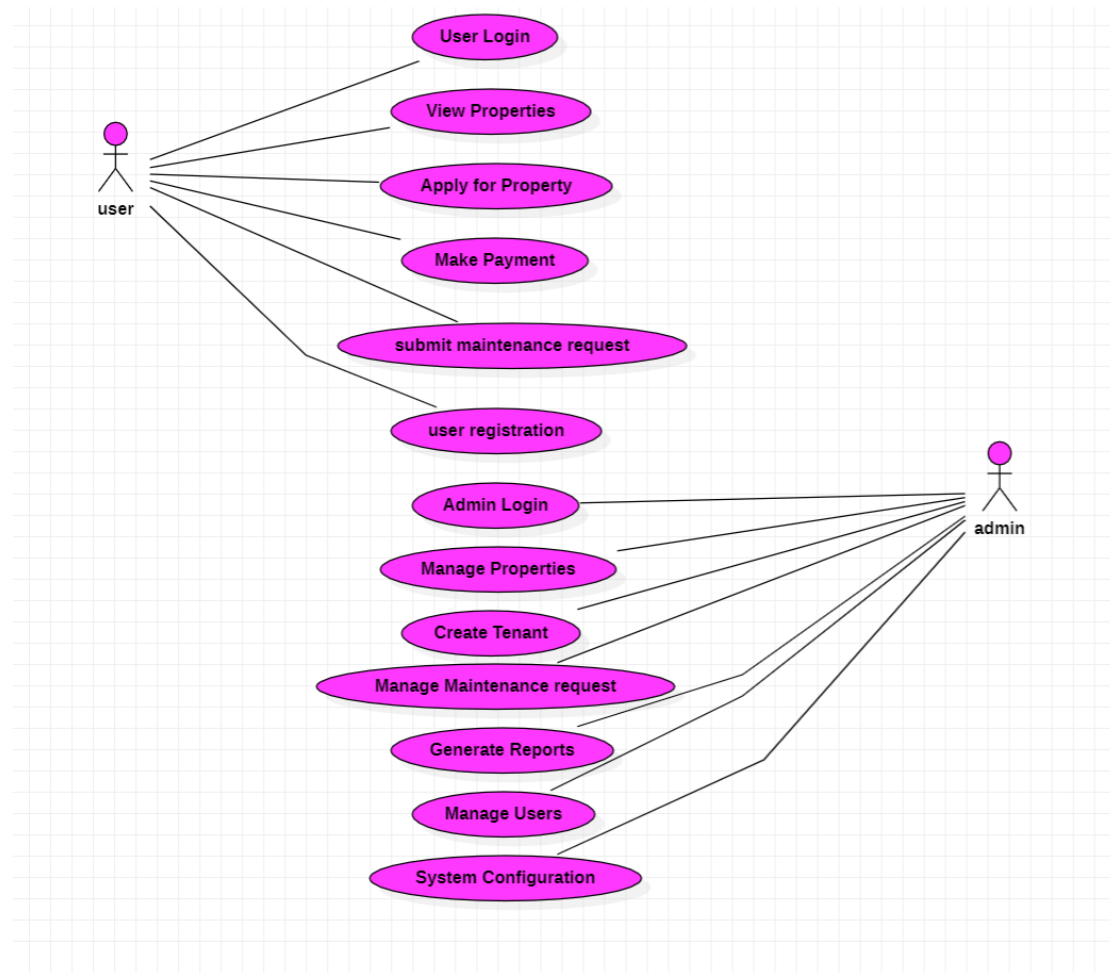 User Login
View Properties
Apply for Property
user
Make Payment
submit maintenance request
user registration
Admin Login
admin
Manage Properties
Create Tenant
Manage Maintenance request
Generate Reports
Manage Users
System Configuration